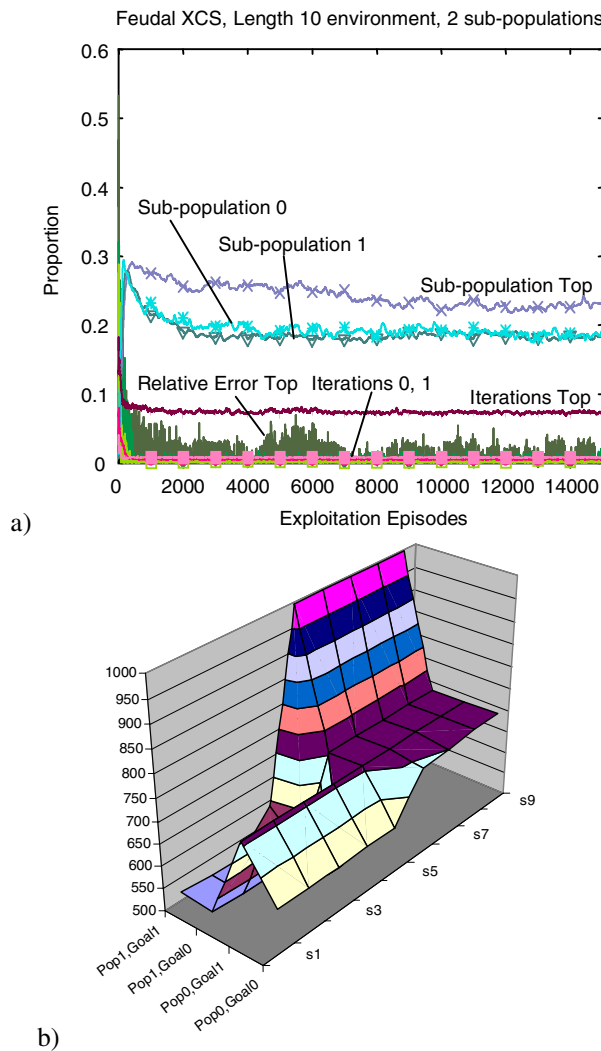 Feudal XCS, Length 10 environment, 2 sub-populations
0.6
0.5
0.4
0.3
0.2
0.1
0
Proportion
Sub-population 0
Sub-population 1
Sub-population Top
Relative Error Top
Iterations 0, 1
Iterations Top
0 2000 4000 6000 8000 10000 12000 14000
Exploitation Episodes
a)
1000
950
900
850
800
750
700
650
600
550
500
Pop1,Goal1
Pop1,Goal0
Pop0,Goal1
Pop0,Goal0
s1
s3
s5
s7
s9
b)